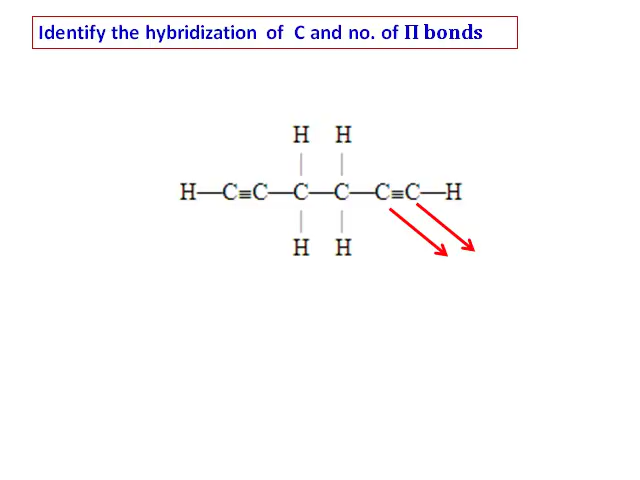 Identify the hybridization of C and no. of Π bonds
H H
H—C≡C—C—C—C≡C—H
H H